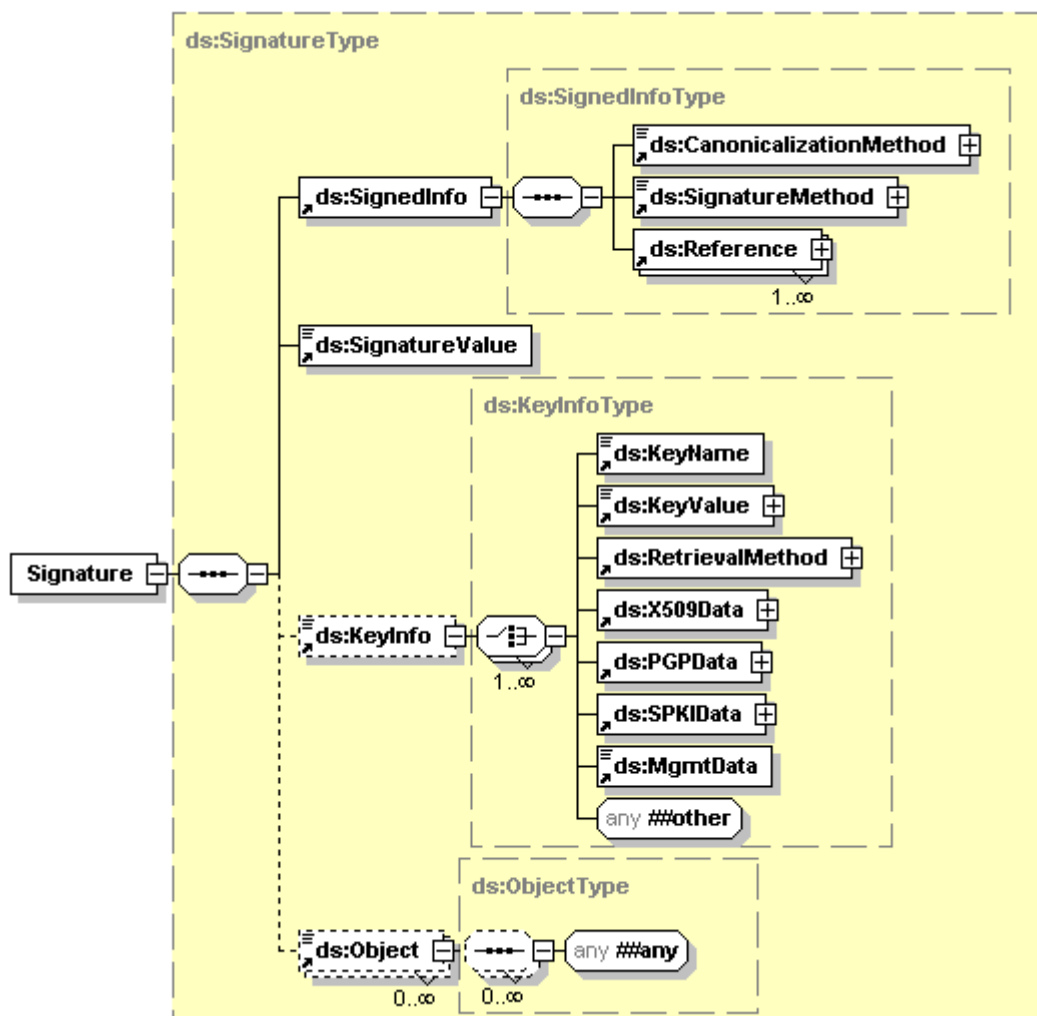 ds:SignatureType
ds:SignedInfoType
ds:CanonicalizationMethod
ds:SignedInfo
ds:SignatureMethod
ds:Reference
1..∞
ds:SignatureValue
ds:KeyInfoType
ds:KeyName
ds:KeyValue
Signature
ds:RetrievalMethod
ds:X509Data
ds:KeyInfo
1..∞
ds:PGPData
ds:SPKIData
ds:MgmtData
any ##other
ds:ObjectType
ds:Object
any ##any
0..∞
0..∞